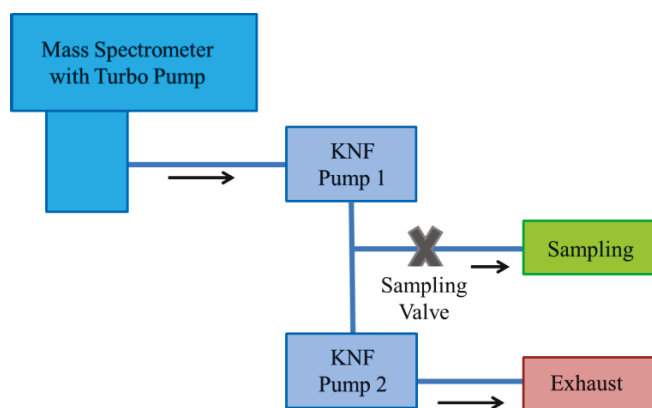 Mass Spectrometer
with Turbo Pump
KNF
Pump 1
Sampling
Sampling
Valve
KNF
Pump 2
Exhaust